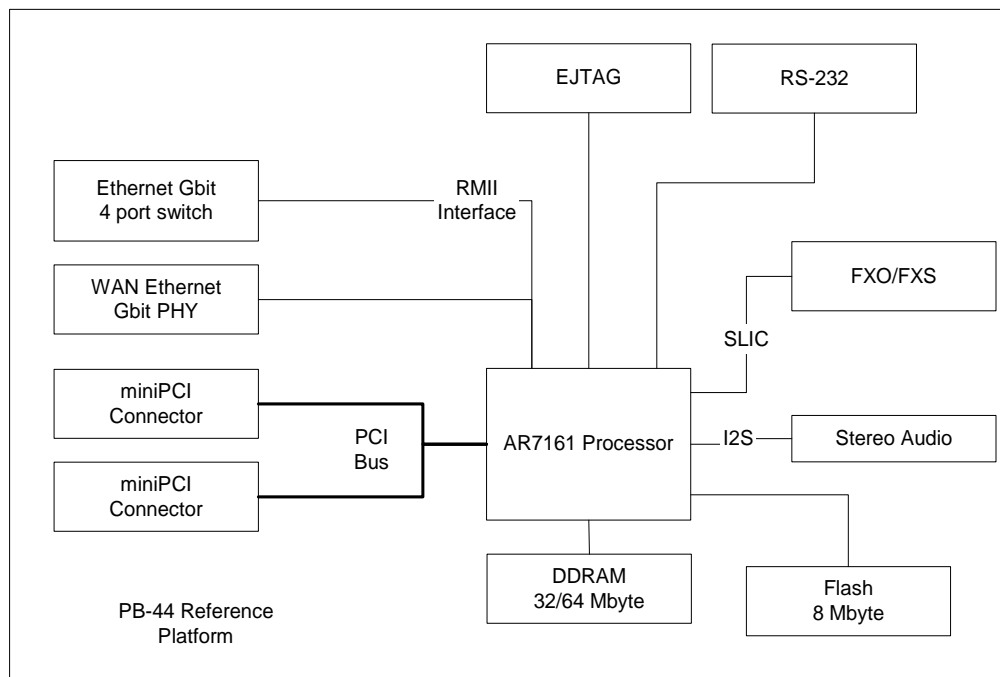 EJTAG
RS-232
Ethernet Gbit
4 port switch
RMII
Interface
WAN Ethernet
Gbit PHY
FXO/FXS
SLIC
miniPCI
Connector
PCI
Bus
AR7161 Processor
I2S
Stereo Audio
miniPCI
Connector
DDRAM
32/64 Mbyte
Flash
8 Mbyte
PB-44 Reference
Platform